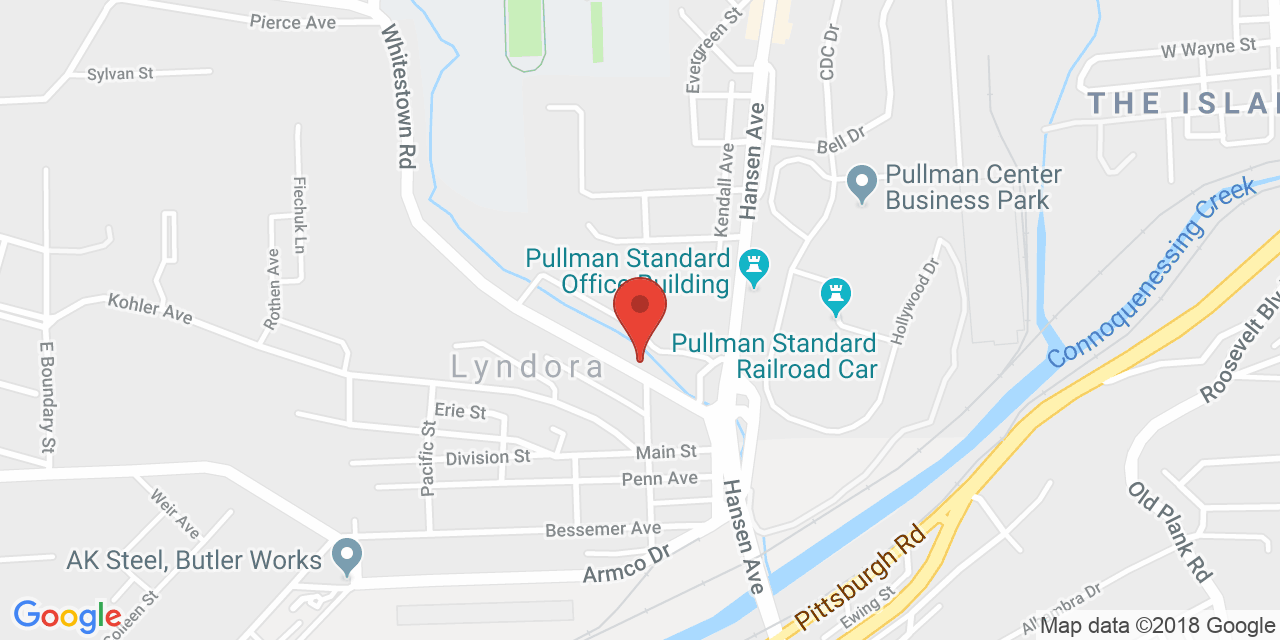 Pierce Ave
Sylvan St
Whitestown Rd
Evergreen St
CDC Dr
W Wayne St
THE ISLA
Hansen Ave
Bell Dr
Kendall Ave
Pullman Center
Business Park
Fiechuk Ln
Rothen Ave
Kohler Ave
Pullman Standard
Office Building
Pullman Standard
Railroad Car
Hollywood Dr
Connoquenessing Creek
Roosevelt Blv
E Boundary St
Lyndora
Erie St
Pacific St
Division St
Main St
Penn Ave
Hansen Ave
Old Plank Rd
Weir Ave
Bessemer Ave
AK Steel, Butler Works
Armco Dr
Pittsburgh Rd
Ewing St
Alhambra Dr
Colleen St
Google
Map data ©2018 Google